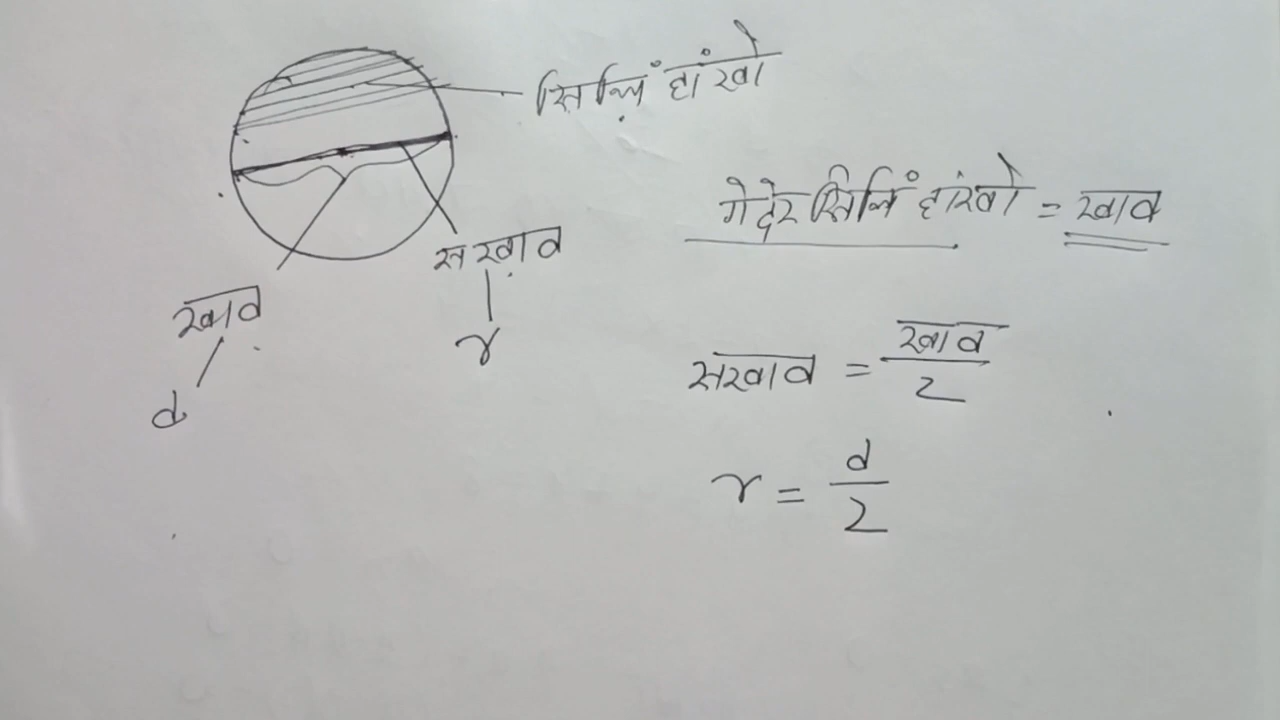 सिलिं हांखो
गेदेर सिलिं हांखो = खाव
सखाव
खाव
r
d
सखाव = खाव / 2
r = d / 2